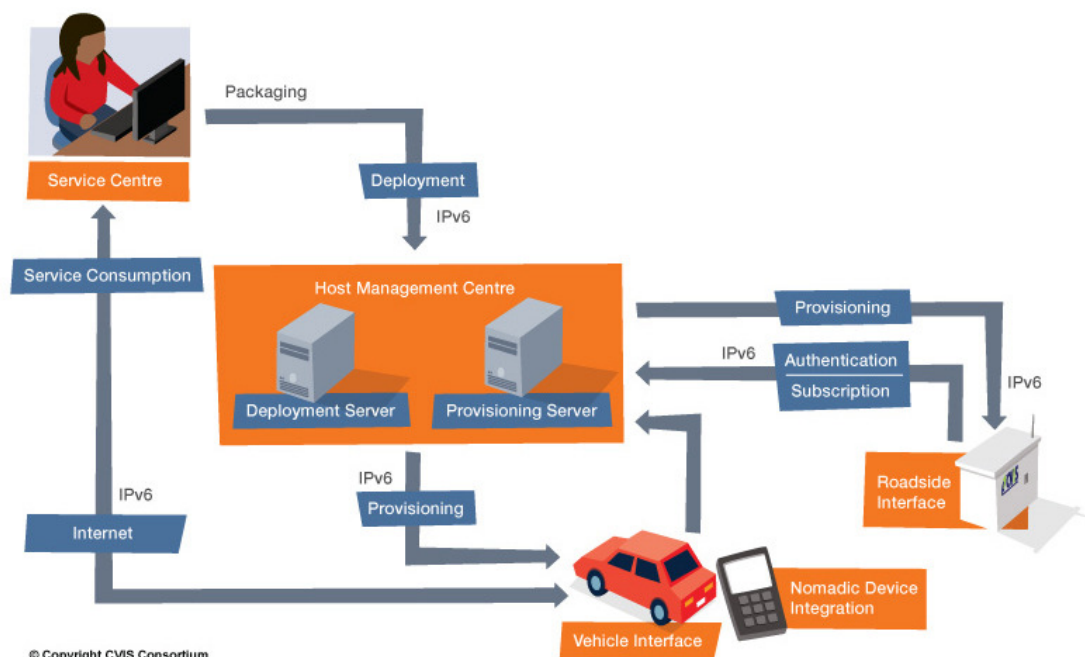 Packaging
Service Centre
Deployment
IPv6
Service Consumption
Host Management Centre
Provisioning
IPv6
Authentication
Subscription
IPv6
Deployment Server
Provisioning Server
IPv6
Provisioning
Roadside
Interface
CVIS
IPv6
Internet
Nomadic Device
Integration
Vehicle Interface
© Copyright CVIS Consortium